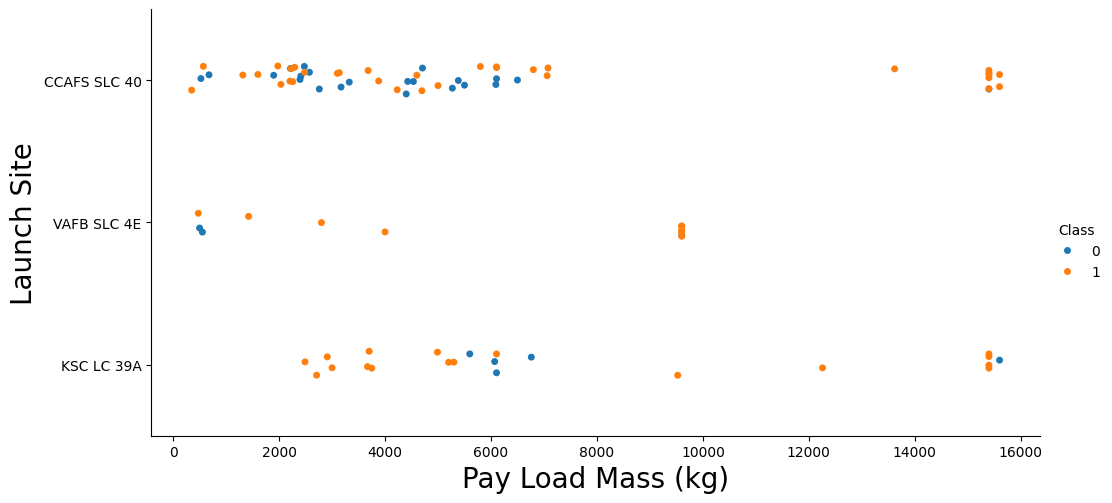 CCAFS SLC 40
VAFB SLC 4E
KSC LC 39A
Launch Site
0 2000 4000 6000 8000 10000 12000 14000 16000
Pay Load Mass (kg)
Class
0
1